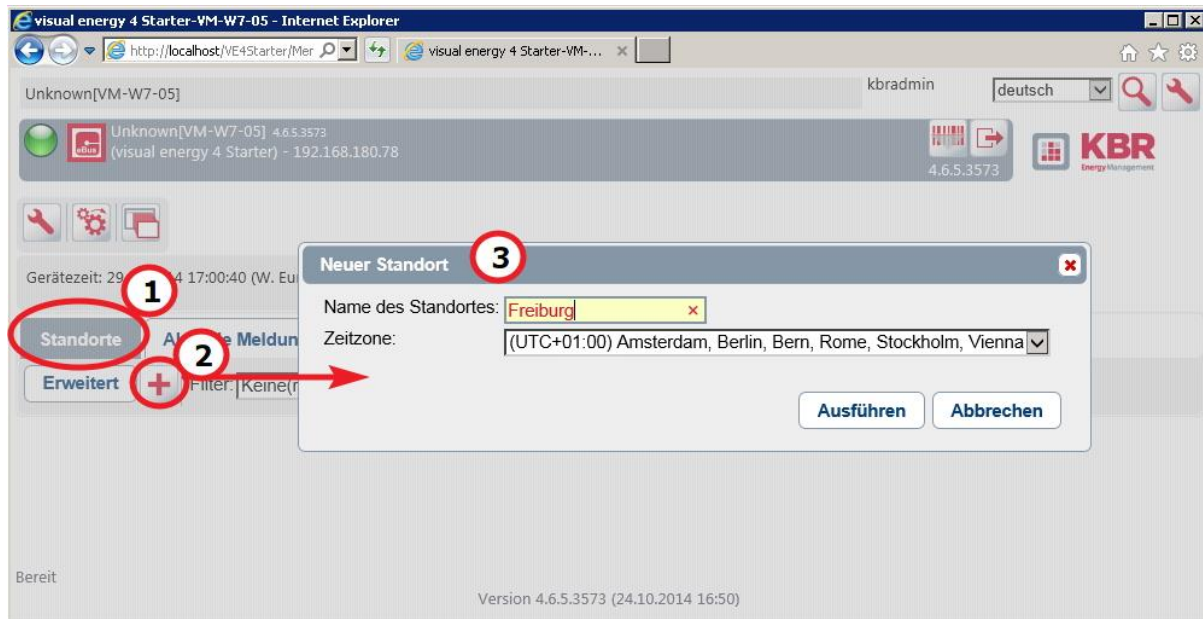 visual energy 4 Starter-VM-W7-05 - Internet Explorer
http://localhost/VE4Starter/Mer
visual energy 4 Starter-VM-...
Unknown[VM-W7-05]
kbradmin
deutsch
eBus
Unknown[VM-W7-05] 4.6.5.3573
(visual energy 4 Starter) - 192.168.180.78
4.6.5.3573
KBR
Energy Management
Gerätezeit: 29 4 17:00:40 (W. Eu
1
Standorte
Meldun
2
Erweitert
+
Filter: Keine(r
Neuer Standort
3
Name des Standortes: Freiburg
Zeitzone: (UTC+01:00) Amsterdam, Berlin, Bern, Rome, Stockholm, Vienna
Ausführen
Abbrechen
Bereit
Version 4.6.5.3573 (24.10.2014 16:50)